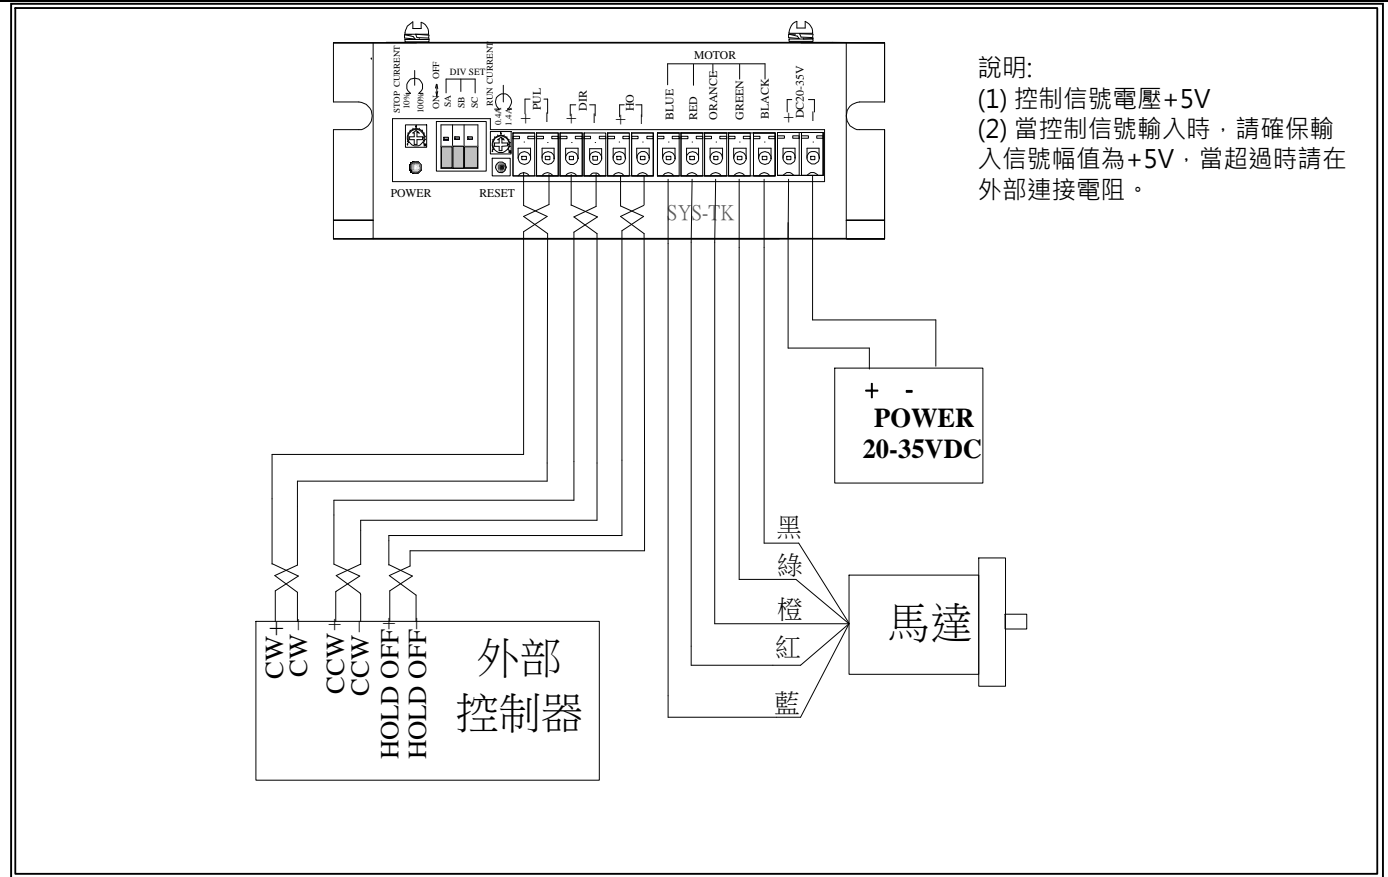 STOP CURRENT
10%
100%
ON OFF
DIV SET
SA
SB
SC
RUN CURRENT
0.4A
1.4A
+ PUL -
+ DIR -
+ HO -
MOTOR
BLUE
RED
ORANGE
GREEN
BLACK
+ DC20-35V -
POWER
RESET
SYS-TK
說明:
(1) 控制信號電壓+5V
(2) 當控制信號輸入時，請確保輸
入信號幅值為+5V，當超過時請在
外部連接電阻。
+ -
POWER
20-35VDC
黑
綠
橙
紅
藍
馬達
CW+
CW-
CCW+
CCW-
HOLD OFF+
HOLD OFF-
外部
控制器